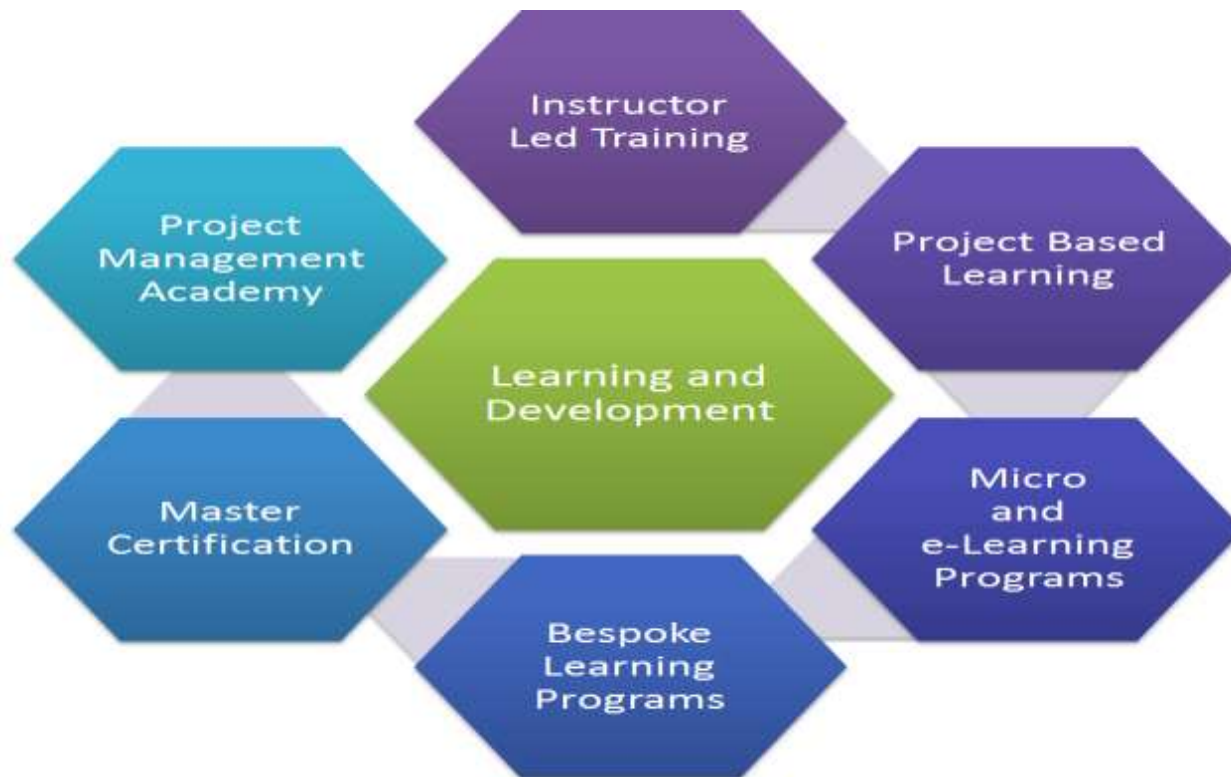 Instructor
Led Training
Project Based
Learning
Micro
and
e-Learning
Programs
Bespoke
Learning
Programs
Master
Certification
Project
Management
Academy
Learning and
Development